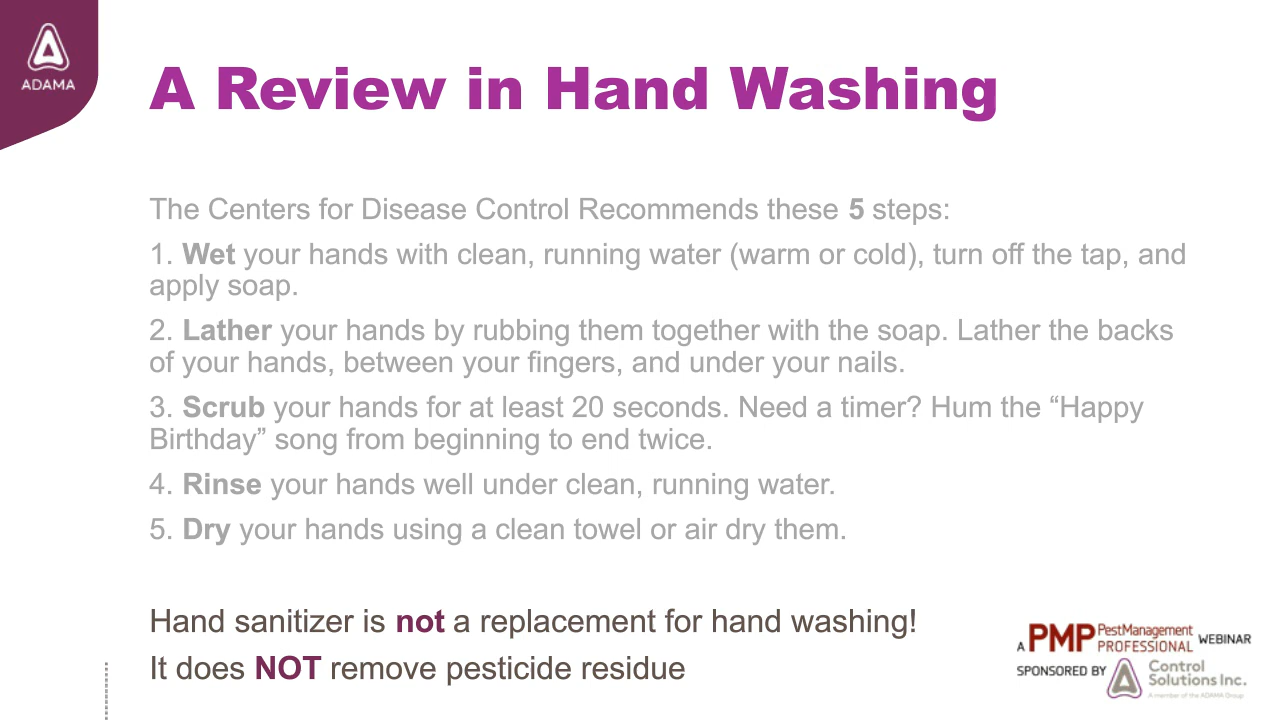 ADAMA
A Review in Hand Washing
The Centers for Disease Control Recommends these 5 steps:
1. Wet your hands with clean, running water (warm or cold), turn off the tap, and
apply soap.
2. Lather your hands by rubbing them together with the soap. Lather the backs
of your hands, between your fingers, and under your nails.
3. Scrub your hands for at least 20 seconds. Need a timer? Hum the “Happy
Birthday” song from beginning to end twice.
4. Rinse your hands well under clean, running water.
5. Dry your hands using a clean towel or air dry them.
Hand sanitizer is not a replacement for hand washing!
It does NOT remove pesticide residue
A PMP PestManagement
PROFESSIONAL WEBINAR
SPONSORED BY Control
Solutions Inc.
A member of the ADAMA Group